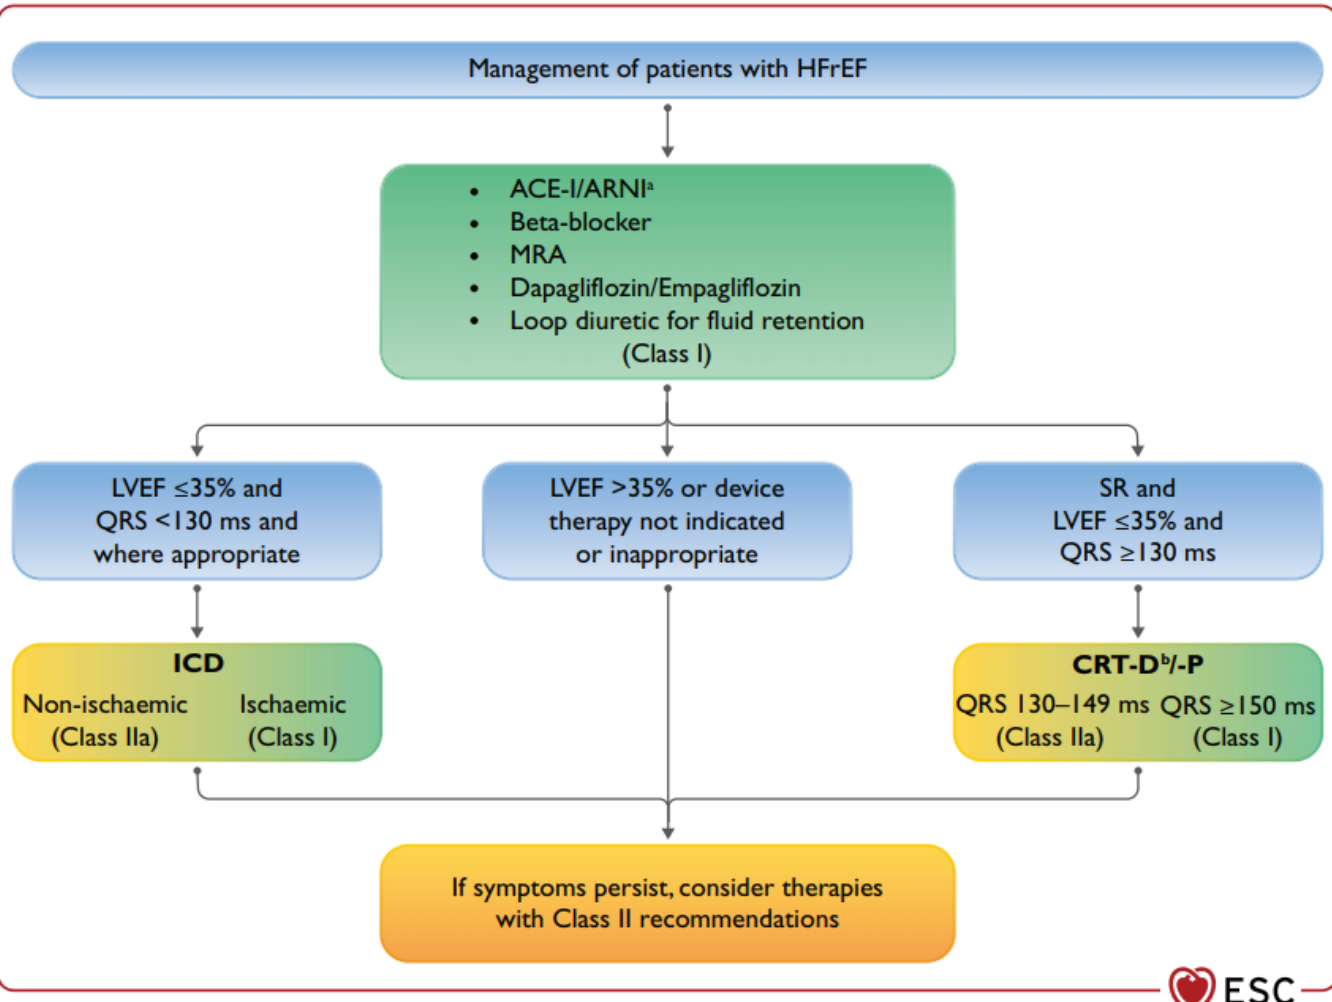 Management of patients with HFrEF
• ACE-I/ARNIᵃ
• Beta-blocker
• MRA
• Dapagliflozin/Empagliflozin
• Loop diuretic for fluid retention
(Class I)
LVEF ≤35% and
QRS <130 ms and
where appropriate
LVEF >35% or device
therapy not indicated
or inappropriate
SR and
LVEF ≤35% and
QRS ≥130 ms
ICD
Non-ischaemic Ischaemic
(Class IIa) (Class I)
CRT-Dᵇ/-P
QRS 130–149 ms QRS ≥150 ms
(Class IIa) (Class I)
If symptoms persist, consider therapies
with Class II recommendations
ESC